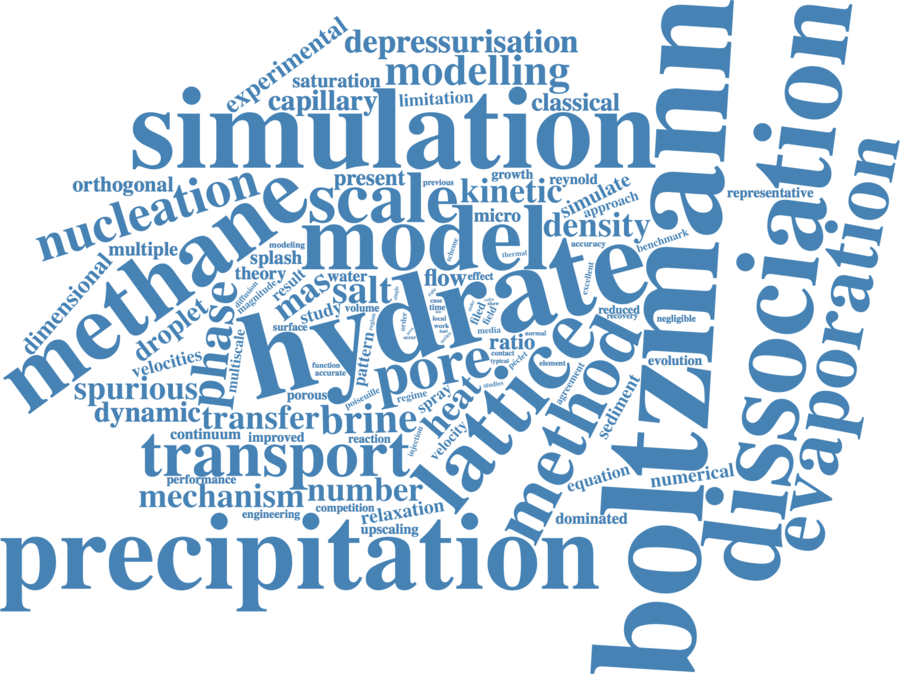 experimental
depressurisation
saturation
modelling
capillary
limitation
classical
simulation
boltzmann
dissociation
evaporation
orthogonal
nucleation
present
previous
growth
reynold
kinetic
scale
simulate
approach
representative
methane
micro
density
accuracy
benchmark
multiple
modeling
splash
model
scheme
thermal
excellent
dimensional
theory
result
mass
water
salt
flow
effect
diffusion
magnitude
hydrate
droplet
phase
study
volume
single
case
time
local
work
order
field
media
normal
reduced
recovery
negligible
surface
velocities
multiscale
function
accurate
pattern
pore
ratio
contact
typical
péclet
element
evolution
spurious
porous
poiseuille
regime
spray
heat
studies
lattice
agreement
method
sediment
dynamic
transfer
brine
continuum
improved
reaction
injection
velocity
transport
performance
mechanism
number
equation
numerical
engineering
competition
relaxation
upscaling
dominated
precipitation